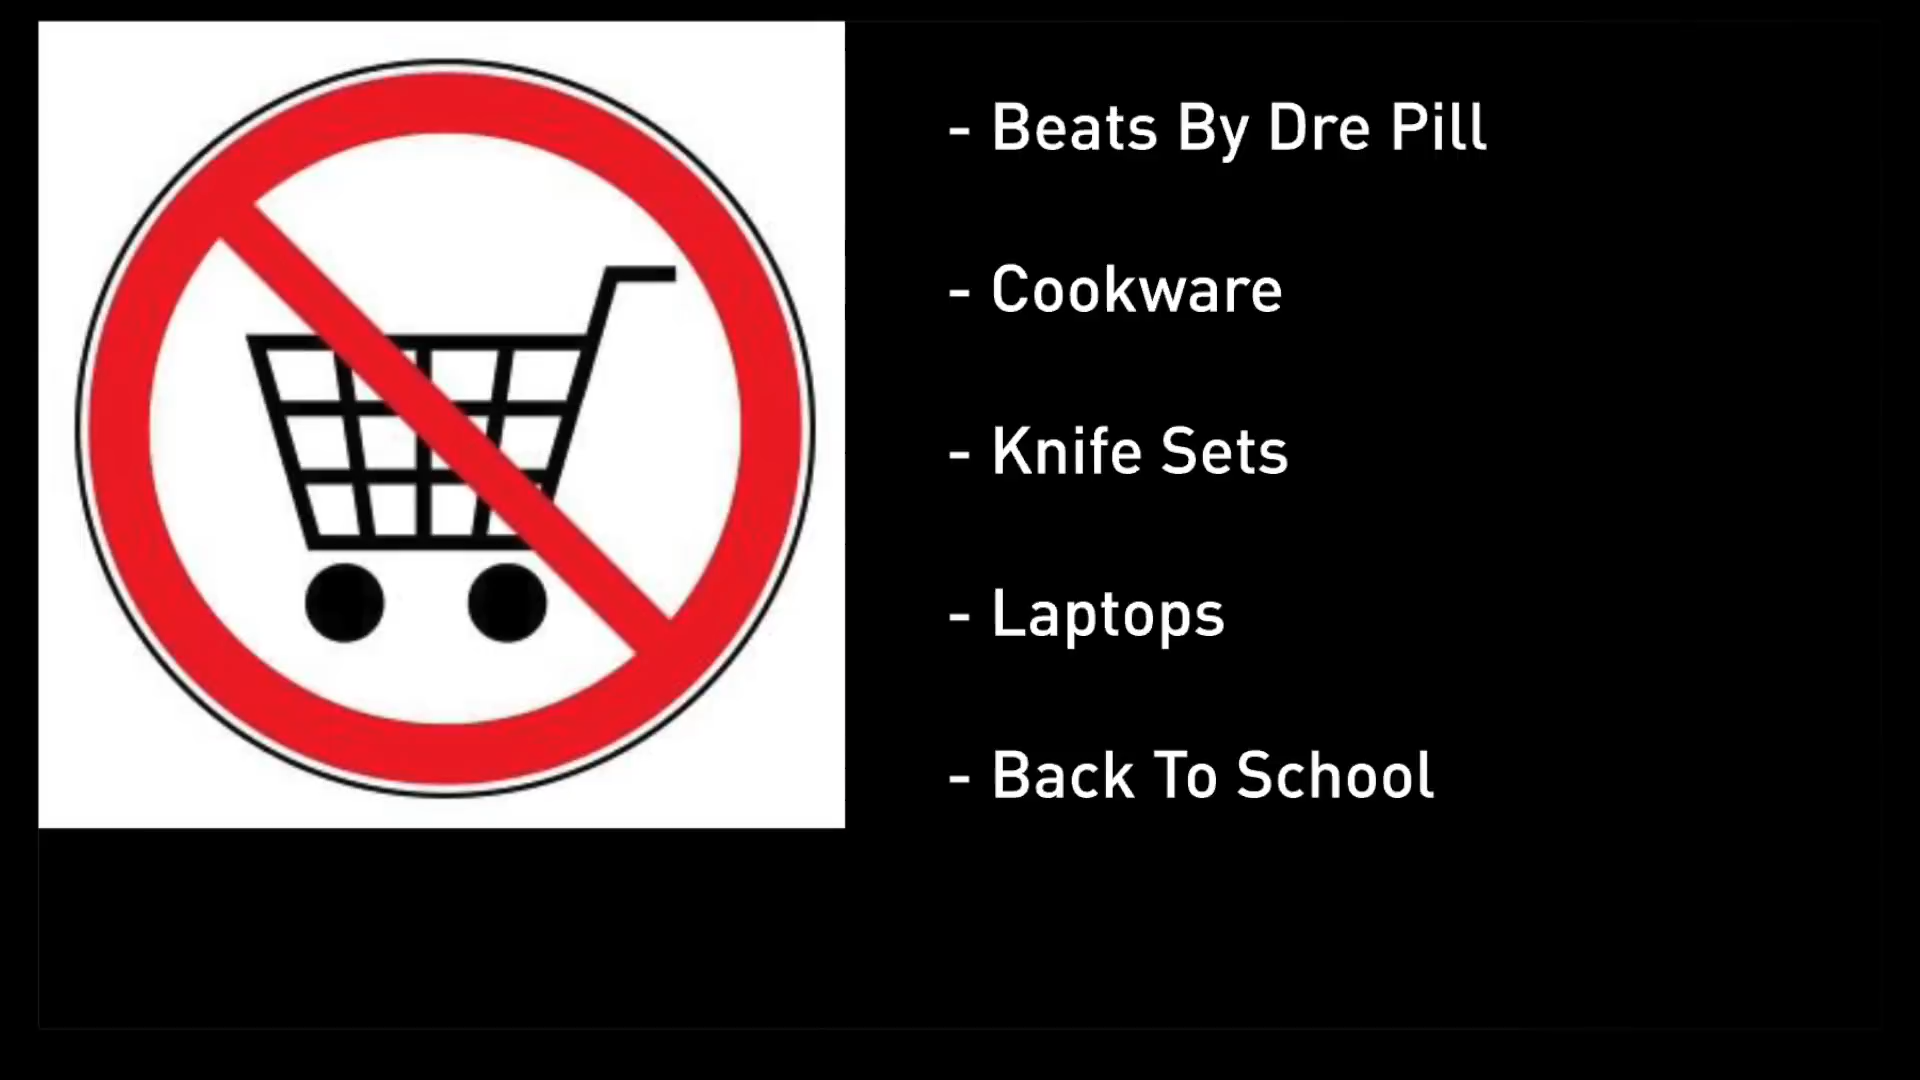 - Beats By Dre Pill
- Cookware
- Knife Sets
- Laptops
- Back To School